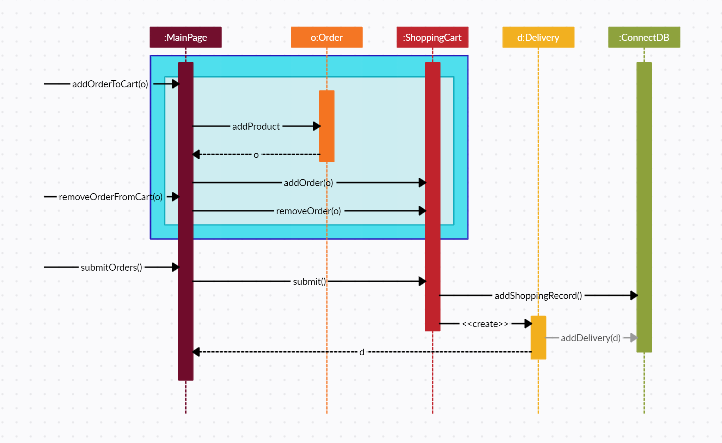 :MainPage
o:Order
:ShoppingCart
d:Delivery
:ConnectDB
addOrderToCart(o)
addProduct
o
addOrder(o)
removeOrderFromCart(o)
removeOrder(o)
submitOrders()
submit()
addShoppingRecord()
<<create>>
addDelivery(d)
d